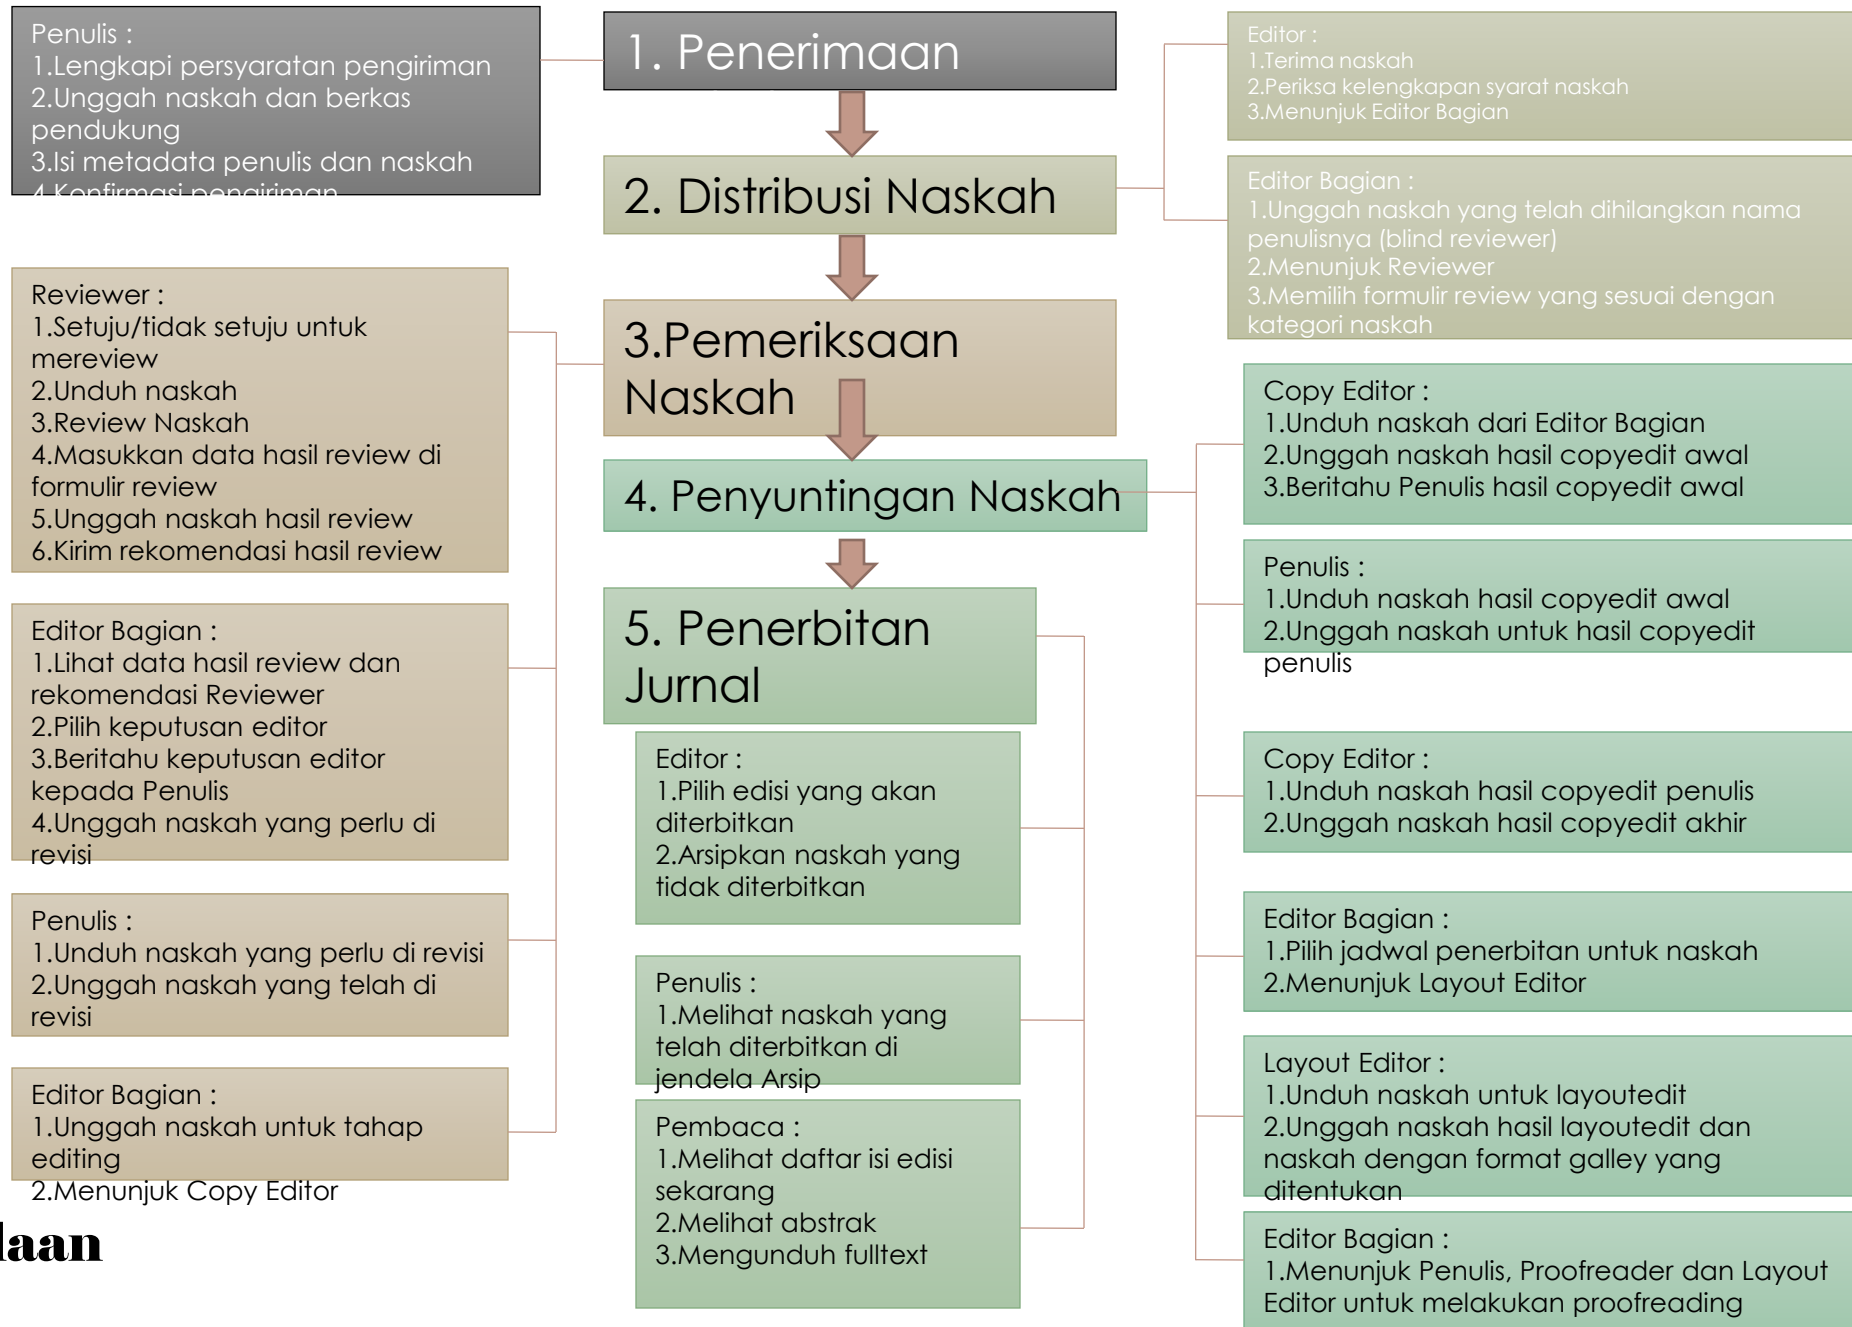 Penulis :
1.Lengkapi persyaratan pengiriman
2.Unggah naskah dan berkas
pendukung
3.Isi metadata penulis dan naskah
4.Konfirmasi pengiriman
1. Penerimaan
Editor :
1.Terima naskah
2.Periksa kelengkapan syarat naskah
3.Menunjuk Editor Bagian
2. Distribusi Naskah
Editor Bagian :
1.Unggah naskah yang telah dihilangkan nama
penulisnya (blind reviewer)
2.Menunjuk Reviewer
3.Memilih formulir review yang sesuai dengan
kategori naskah
3.Pemeriksaan
Naskah
Reviewer :
1.Setuju/tidak setuju untuk
mereview
2.Unduh naskah
3.Review Naskah
4.Masukkan data hasil review di
formulir review
5.Unggah naskah hasil review
6.Kirim rekomendasi hasil review
Editor Bagian :
1.Lihat data hasil review dan
rekomendasi Reviewer
2.Pilih keputusan editor
3.Beritahu keputusan editor
kepada Penulis
4.Unggah naskah yang perlu di
revisi
Penulis :
1.Unduh naskah yang perlu di revisi
2.Unggah naskah yang telah di
revisi
Editor Bagian :
1.Unggah naskah untuk tahap
editing
2.Menunjuk Copy Editor
4. Penyuntingan Naskah
Copy Editor :
1.Unduh naskah dari Editor Bagian
2.Unggah naskah hasil copyedit awal
3.Beritahu Penulis hasil copyedit awal
Penulis :
1.Unduh naskah hasil copyedit awal
2.Unggah naskah untuk hasil copyedit
penulis
Copy Editor :
1.Unduh naskah hasil copyedit penulis
2.Unggah naskah hasil copyedit akhir
Editor Bagian :
1.Pilih jadwal penerbitan untuk naskah
2.Menunjuk Layout Editor
Layout Editor :
1.Unduh naskah untuk layoutedit
2.Unggah naskah hasil layoutedit dan
naskah dengan format galley yang
ditentukan
Editor Bagian :
1.Menunjuk Penulis, Proofreader dan Layout
Editor untuk melakukan proofreading
5. Penerbitan
Jurnal
Editor :
1.Pilih edisi yang akan
diterbitkan
2.Arsipkan naskah yang
tidak diterbitkan
Penulis :
1.Melihat naskah yang
telah diterbitkan di
jendela Arsip
Pembaca :
1.Melihat daftar isi edisi
sekarang
2.Melihat abstrak
3.Mengunduh fulltext